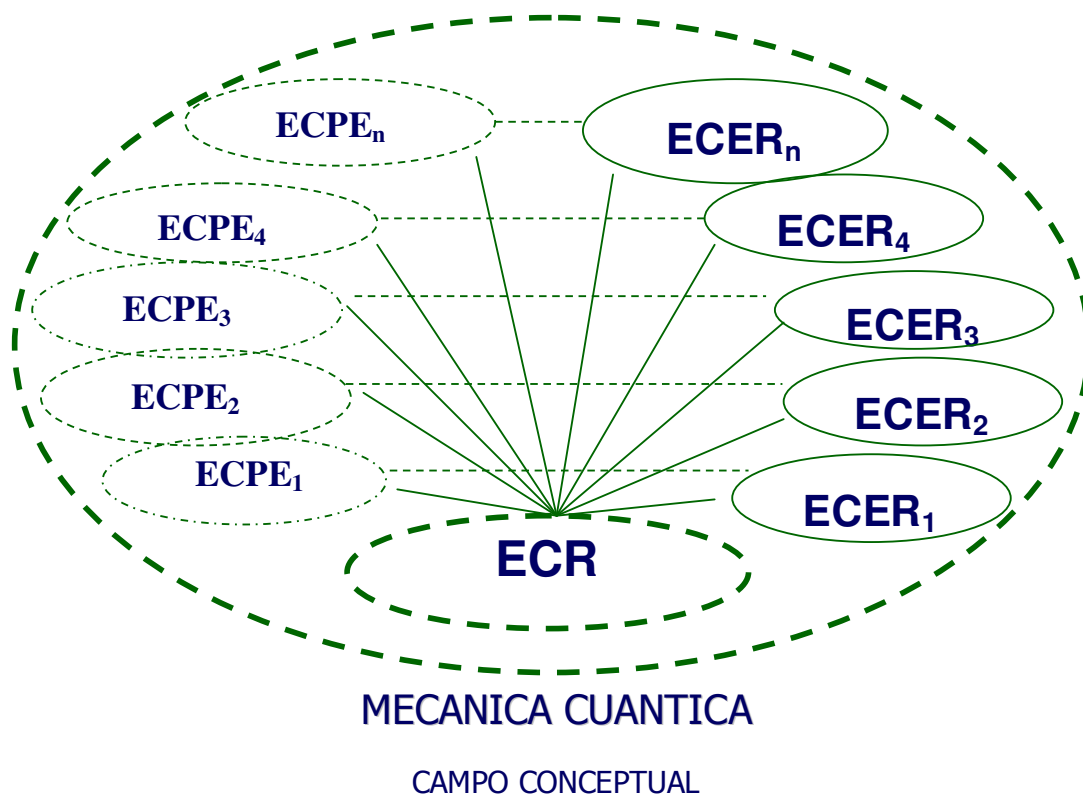 ECPEn ECERn
ECPE4 ECER4
ECPE3 ECER3
ECPE2 ECER2
ECPE1 ECER1
ECR
MECANICA CUANTICA
CAMPO CONCEPTUAL